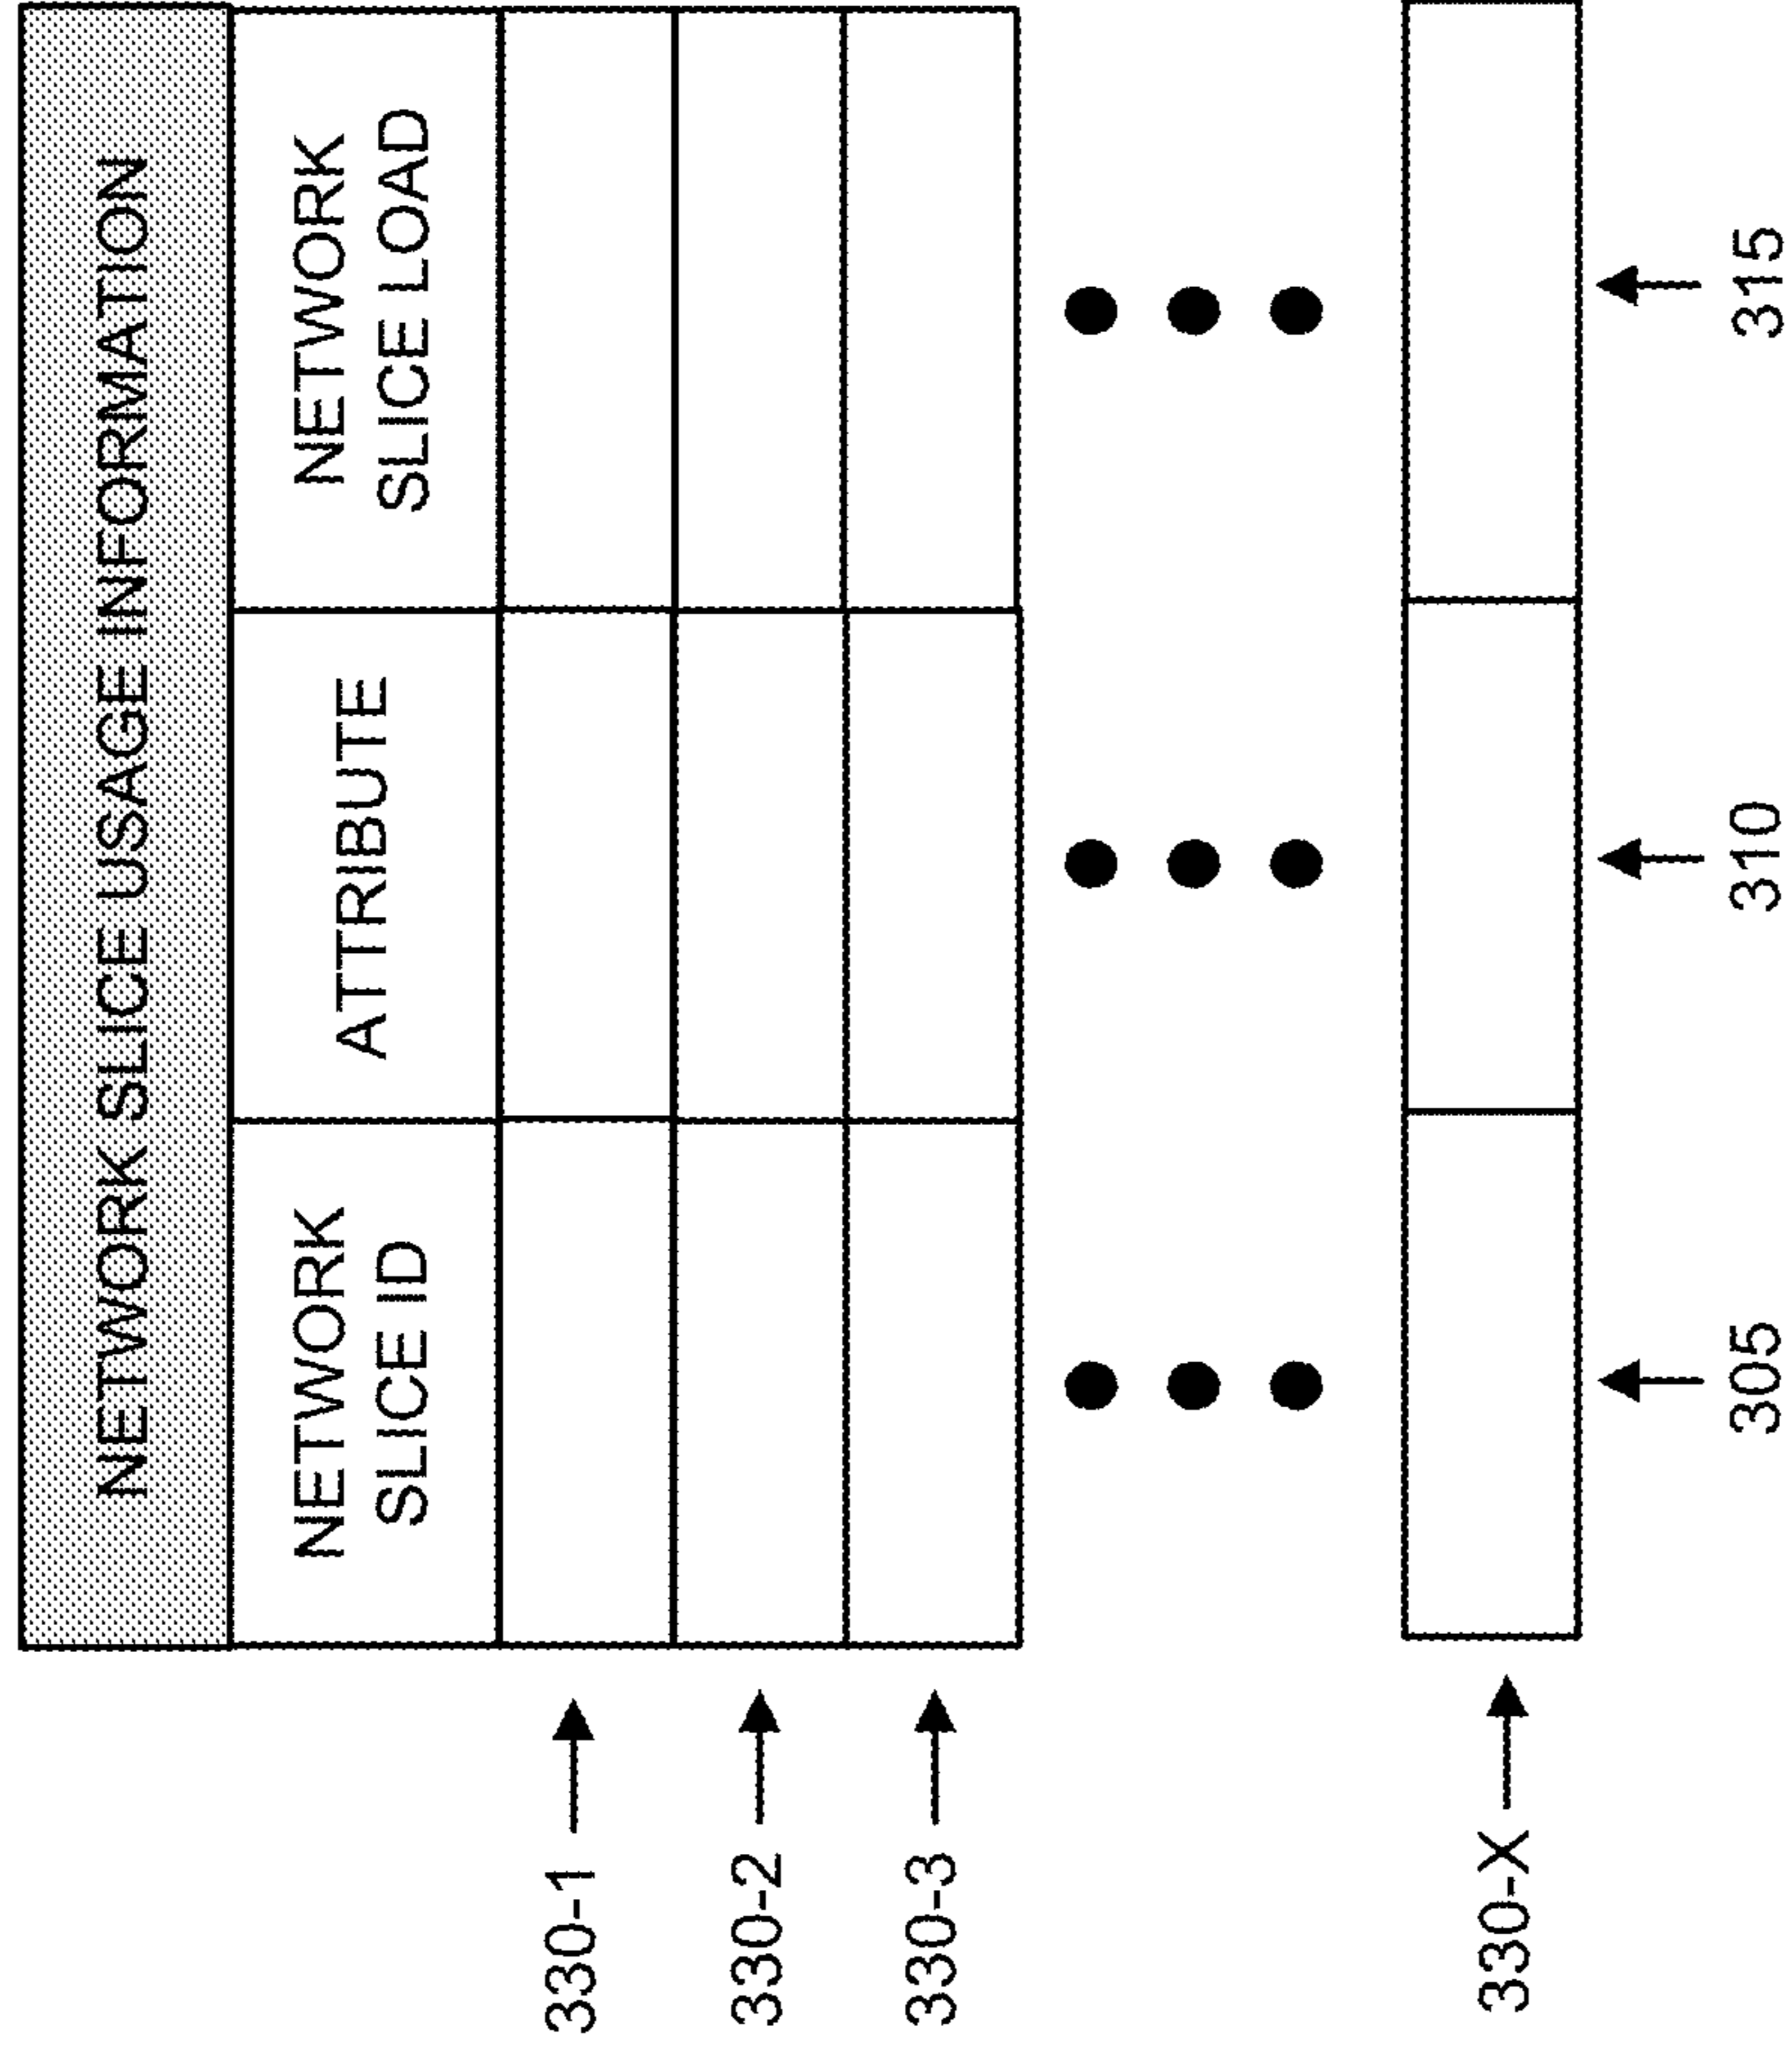 NETWORK SLICE USAGE INFORMATION
NETWORK
SLICE ID
ATTRIBUTE
NETWORK
SLICE LOAD
330-1
330-2
330-3
330-X
305
310
315